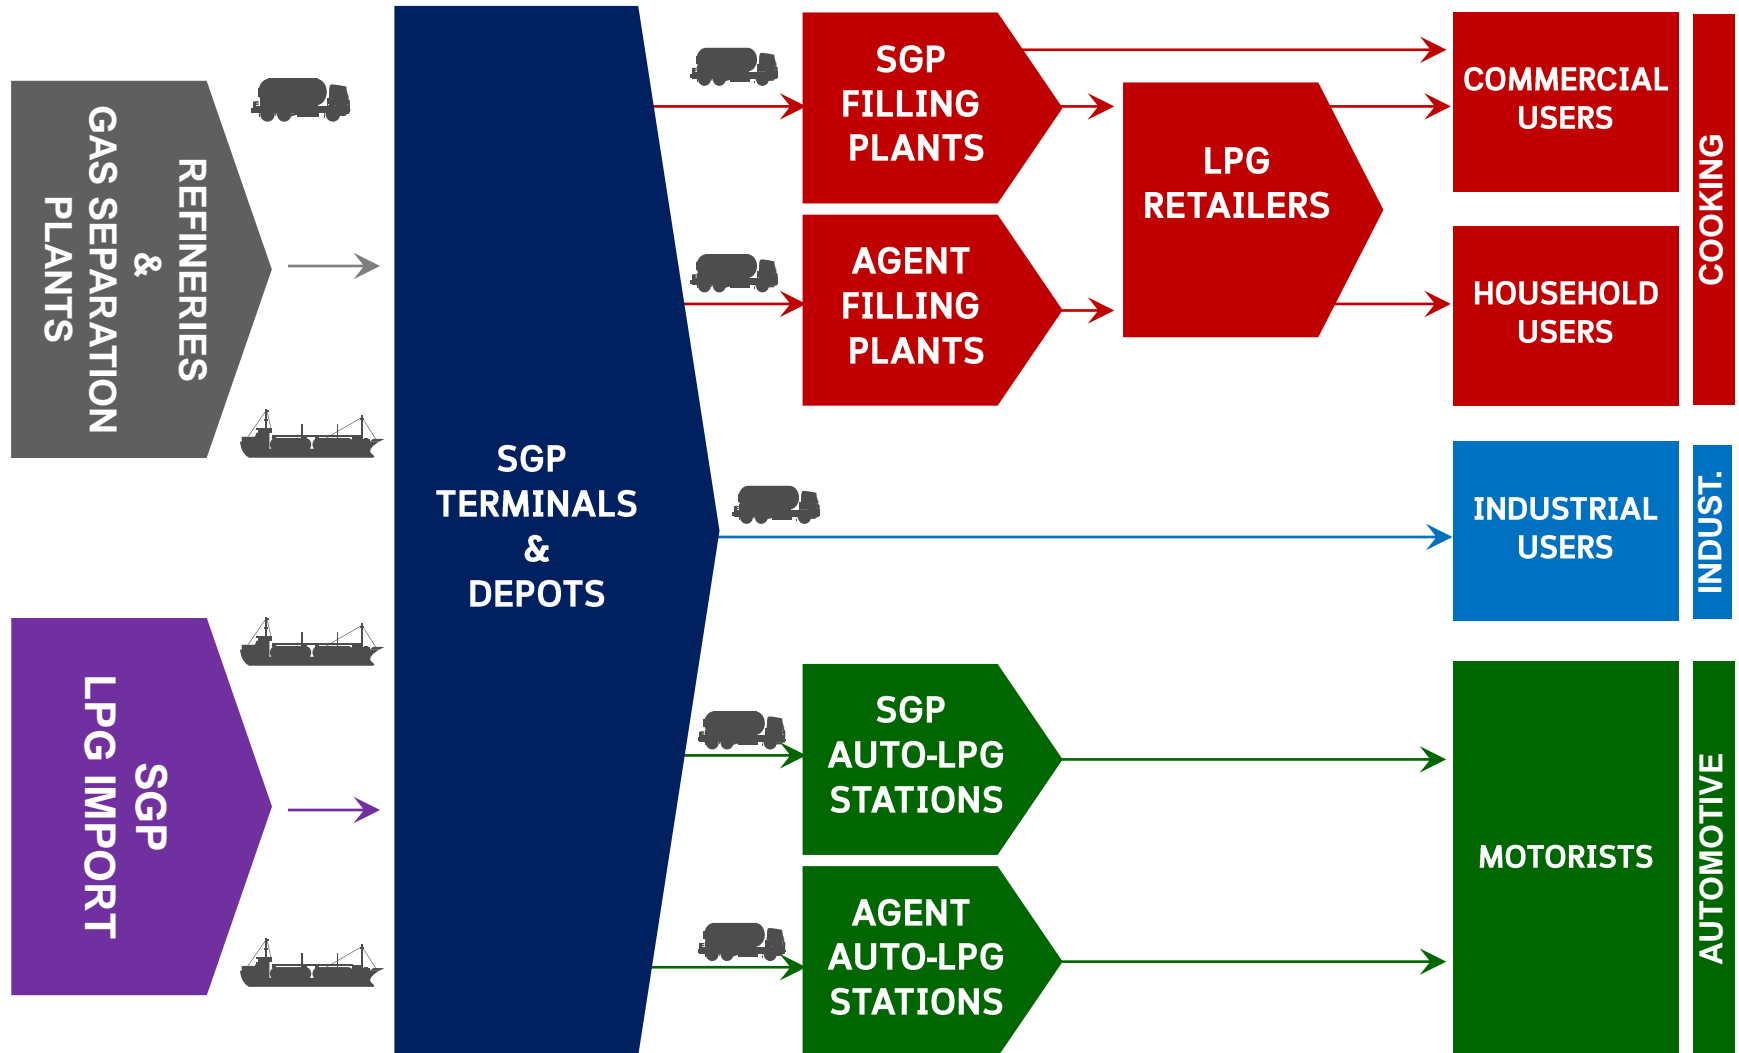 REFINERIES
&
GAS SEPARATION
PLANTS
SGP
LPG IMPORT
SGP
TERMINALS
&
DEPOTS
SGP
FILLING
PLANTS
AGENT
FILLING
PLANTS
LPG
RETAILERS
COMMERCIAL
USERS
HOUSEHOLD
USERS
COOKING
INDUSTRIAL
USERS
INDUST.
SGP
AUTO-LPG
STATIONS
AGENT
AUTO-LPG
STATIONS
MOTORISTS
AUTOMOTIVE